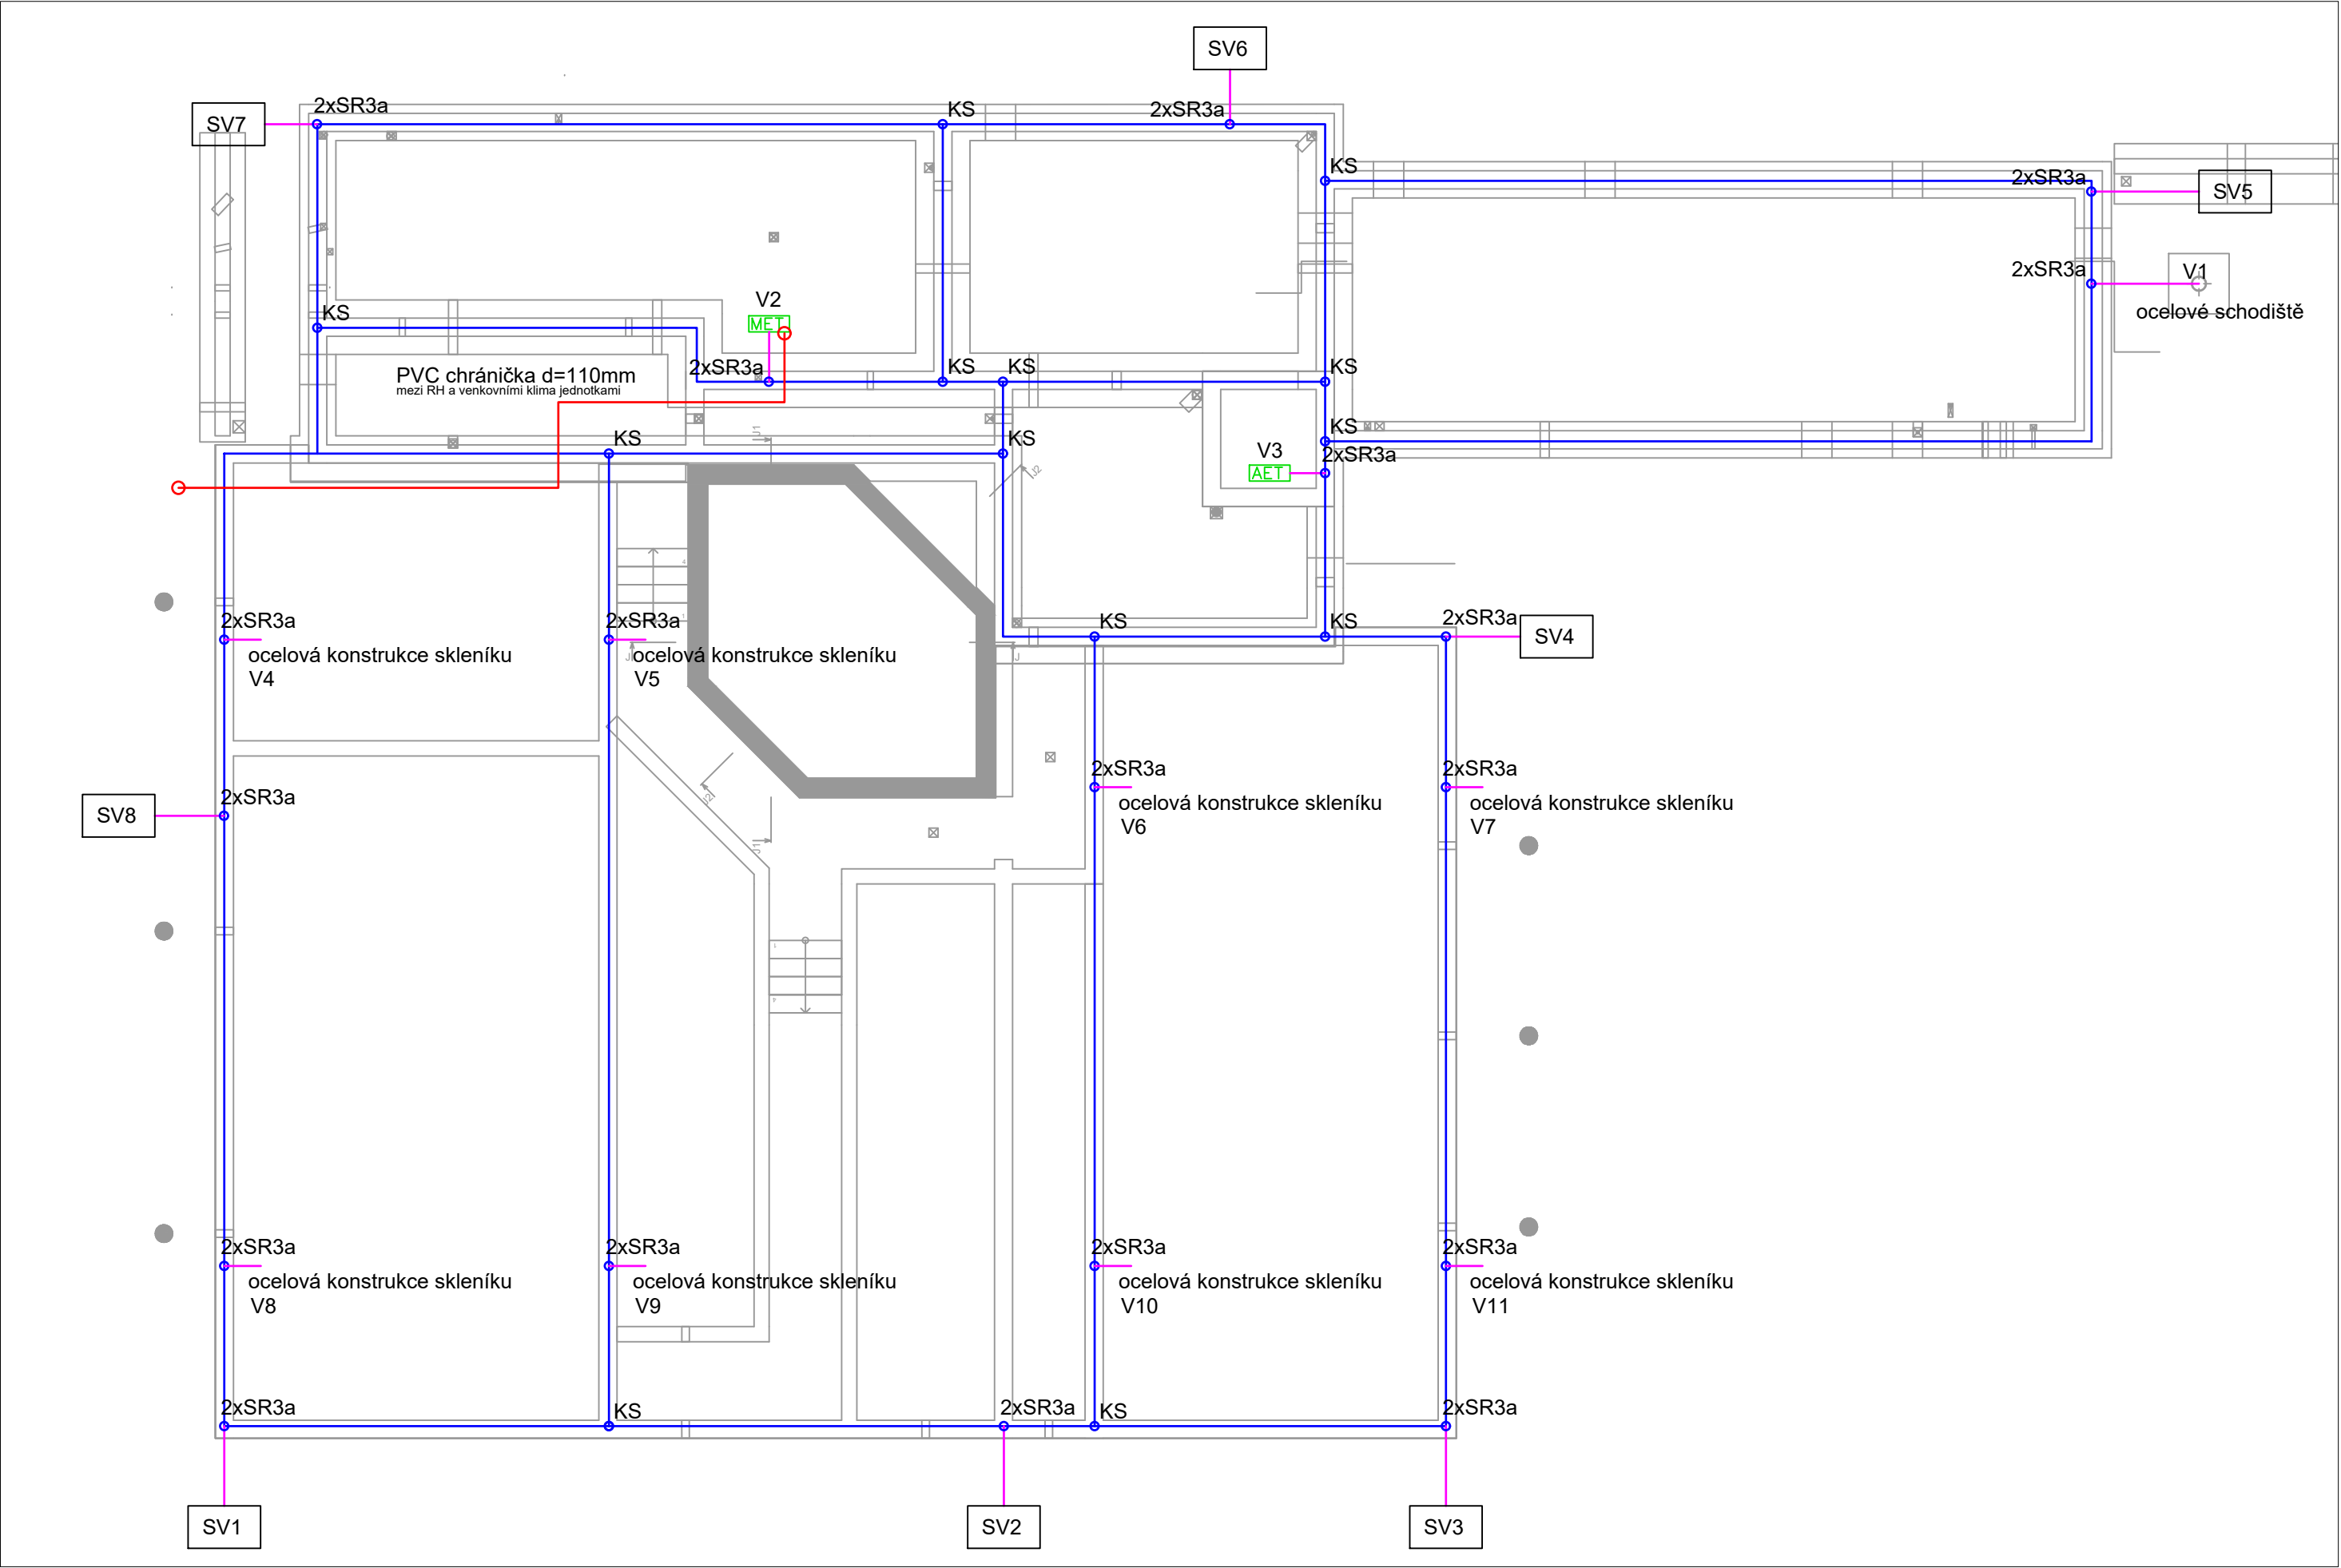 SV6
SV7
2xSR3a
KS
2xSR3a
KS
2xSR3a
SV5
2xSR3a
V1
ocelové schodiště
V2
MET
KS
2xSR3a
KS
KS
KS
PVC chránička d=110mm
mezi RH a venkovními klima jednotkami
KS
KS
KS
J1
J2
V3
AET
2xSR3a
2xSR3a
ocelová konstrukce skleníku
V4
2xSR3a
ocelová konstrukce skleníku
V5
J
J
KS
KS
2xSR3a
SV4
2xSR3a
ocelová konstrukce skleníku
V6
2xSR3a
ocelová konstrukce skleníku
V7
SV8
2xSR3a
J2
J1
2xSR3a
ocelová konstrukce skleníku
V8
2xSR3a
ocelová konstrukce skleníku
V9
2xSR3a
ocelová konstrukce skleníku
V10
2xSR3a
ocelová konstrukce skleníku
V11
2xSR3a
KS
2xSR3a
KS
2xSR3a
SV1
SV2
SV3